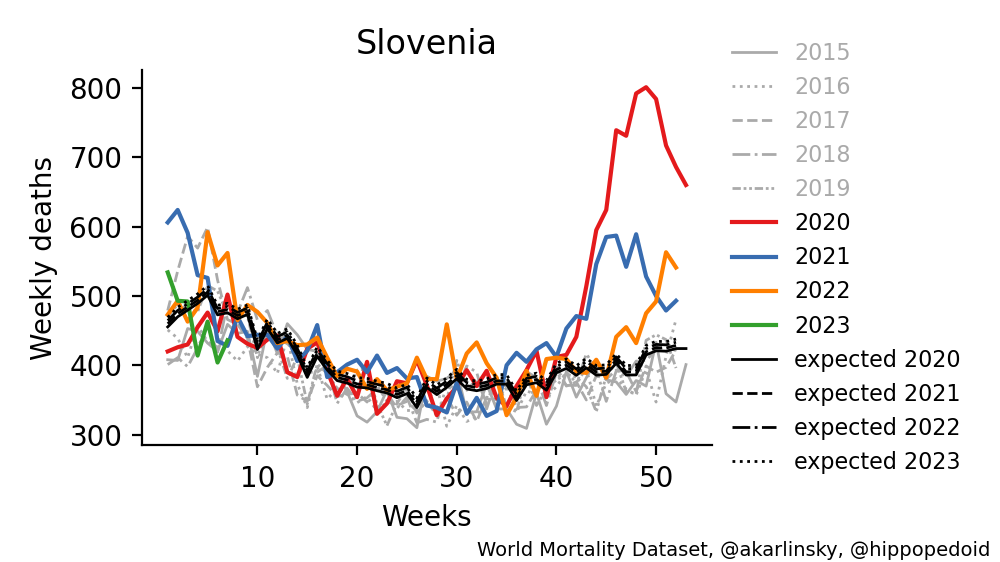 Slovenia
Weekly deaths
800
700
600
500
400
300
10 20 30 40 50
Weeks
2015
2016
2017
2018
2019
2020
2021
2022
2023
expected 2020
expected 2021
expected 2022
expected 2023
World Mortality Dataset, @akarlinsky, @hippopedoid